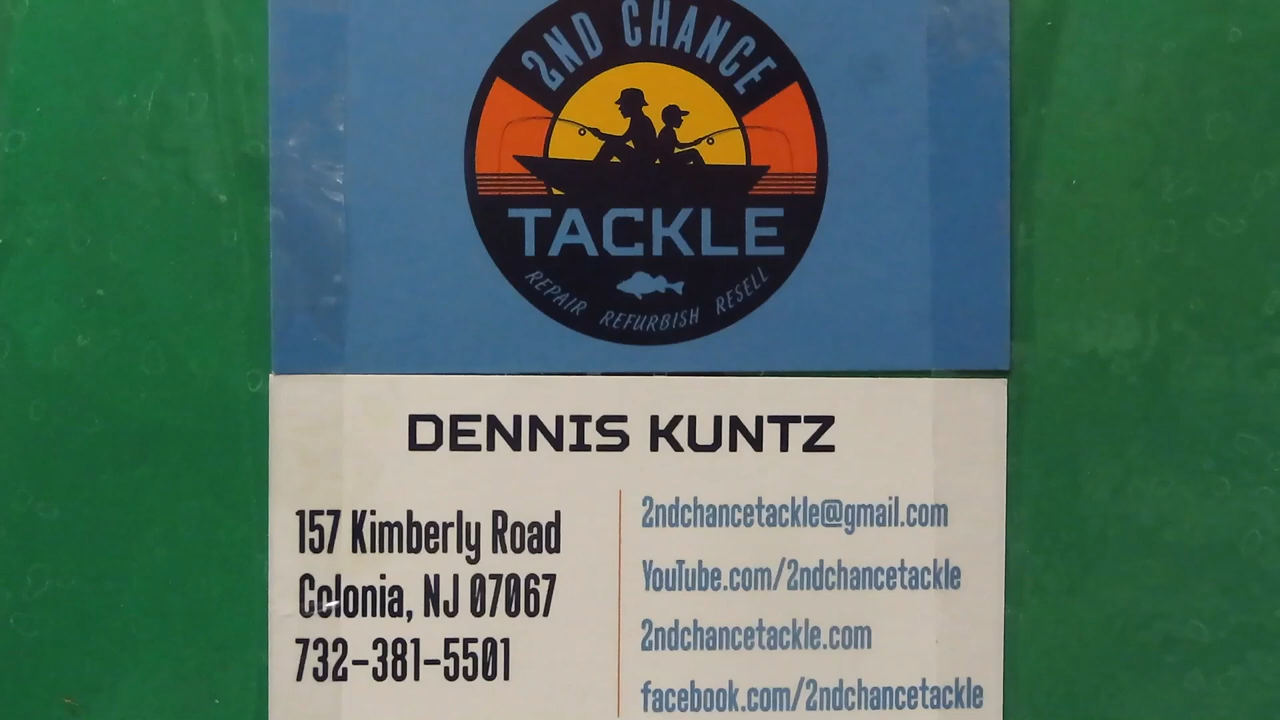 2ND CHANCE
TACKLE
REPAIR REFURBISH RESELL
DENNIS KUNTZ
157 Kimberly Road
Colonia, NJ 07067
732-381-5501
2ndchancetackle@gmail.com
YouTube.com/2ndchancetackle
2ndchancetackle.com
facebook.com/2ndchancetackle